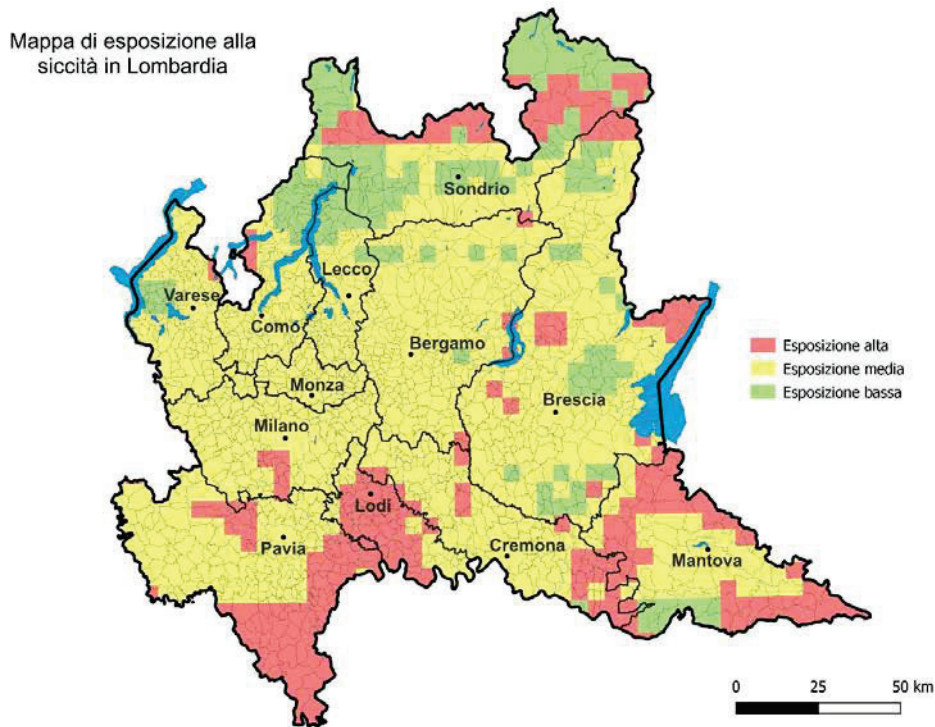 Mappa di esposizione alla
siccità in Lombardia
Sondrio
Lecco
Varese
Como
Bergamo
Esposizione alta
Esposizione media
Esposizione bassa
Monza
Brescia
Milano
Lodi
Pavia
Cremona
Mantova
0 25 50 km